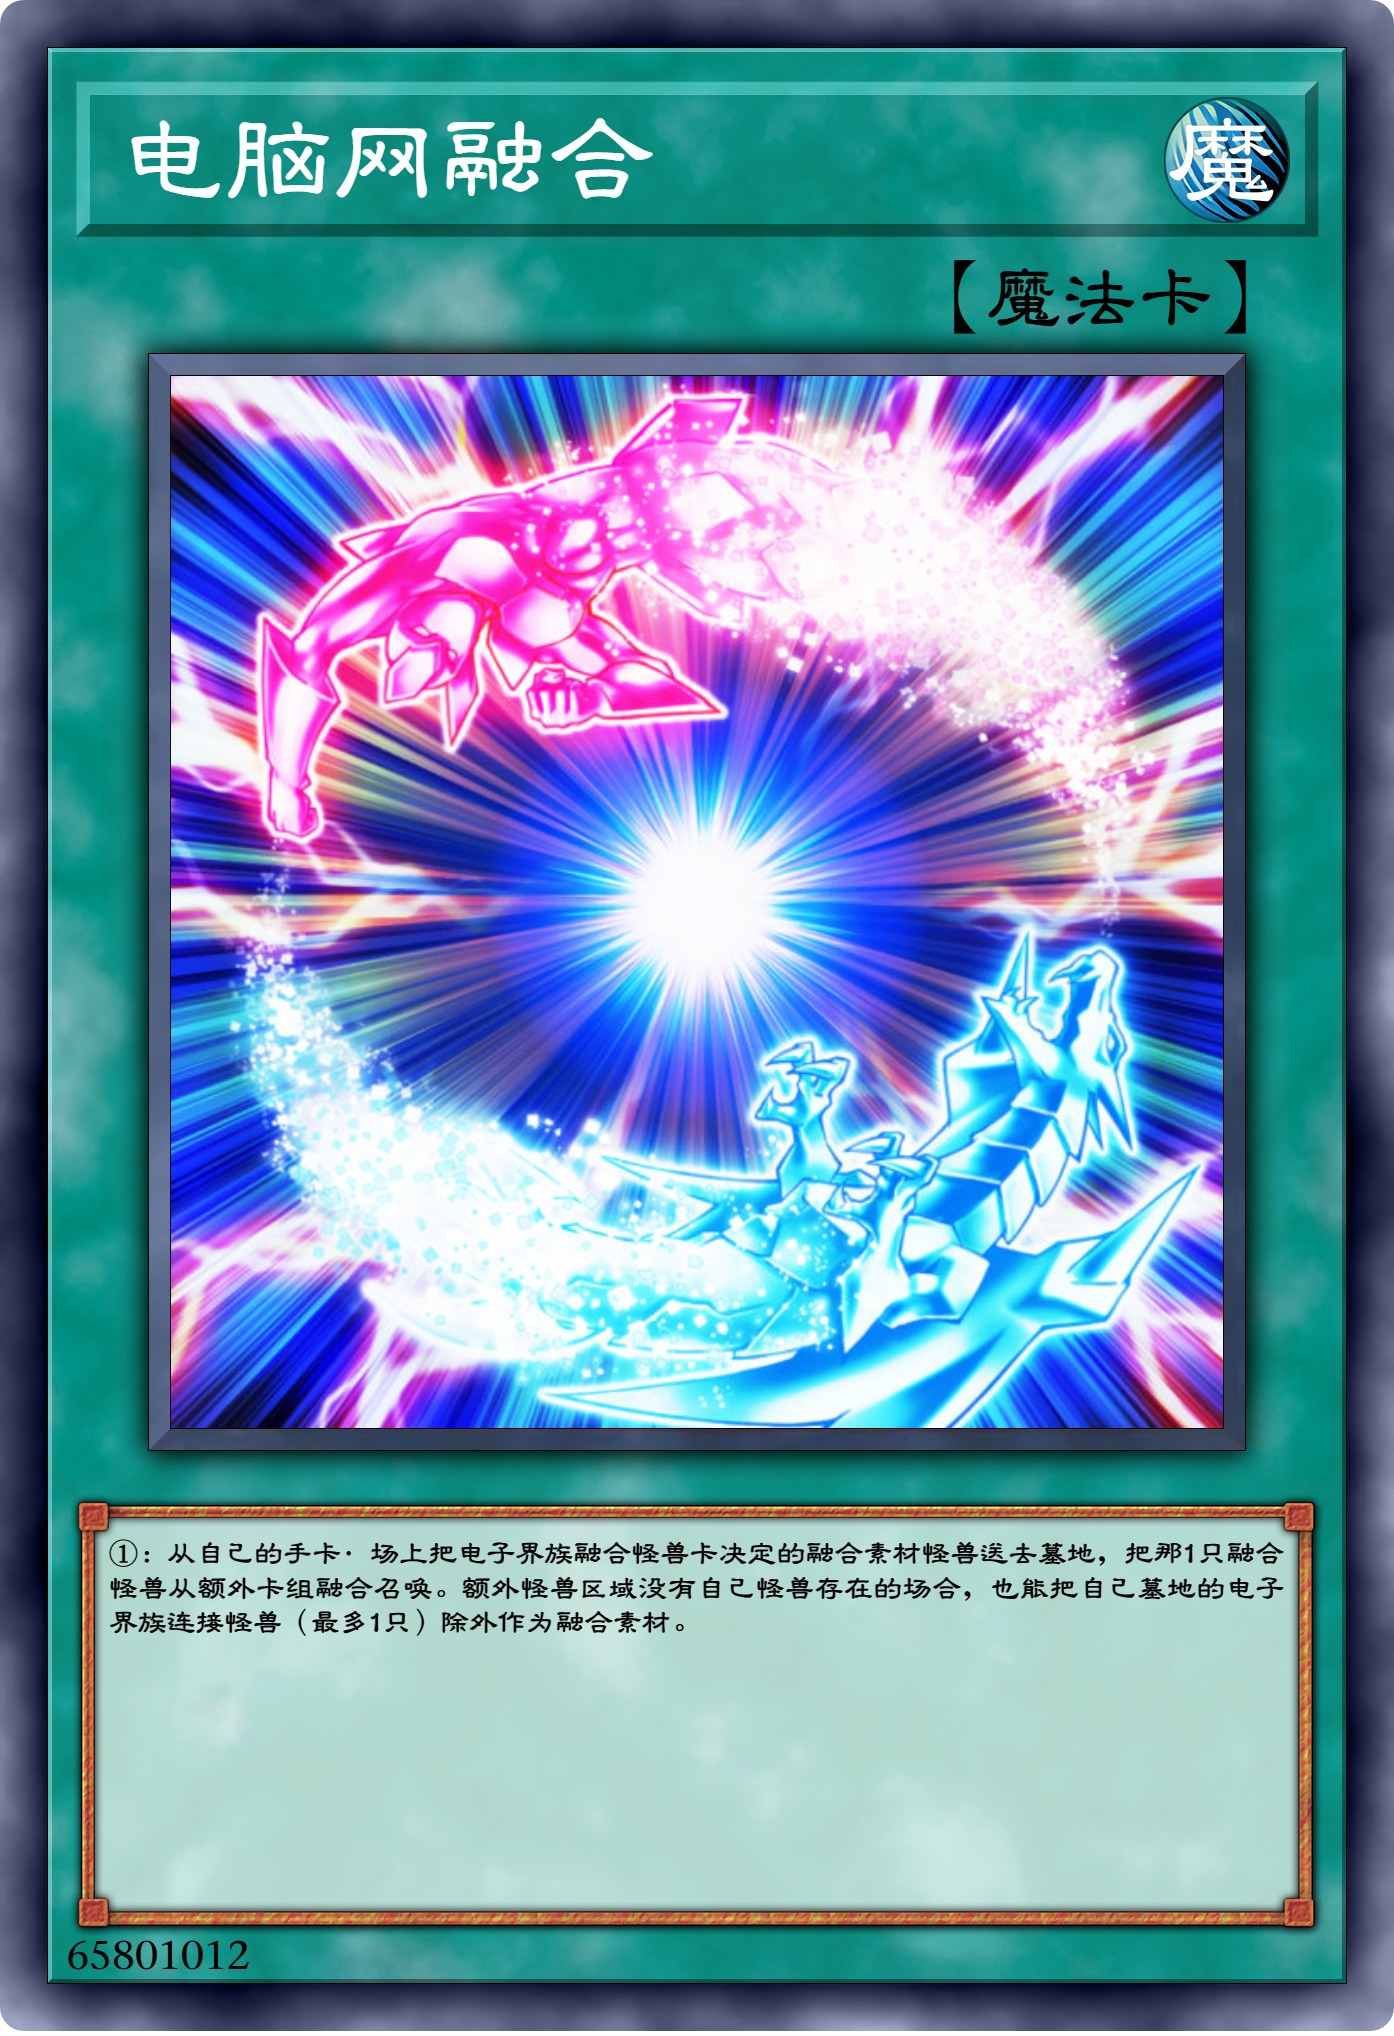 电脑网融合
魔
【魔法卡】
①：从自己的手卡·场上把电子界族融合怪兽卡决定的融合素材怪兽送去墓地，把那1只融合
怪兽从额外卡组融合召唤。额外怪兽区域没有自己怪兽存在的场合，也能把自己墓地的电子
界族连接怪兽（最多1只）除外作为融合素材。
65801012